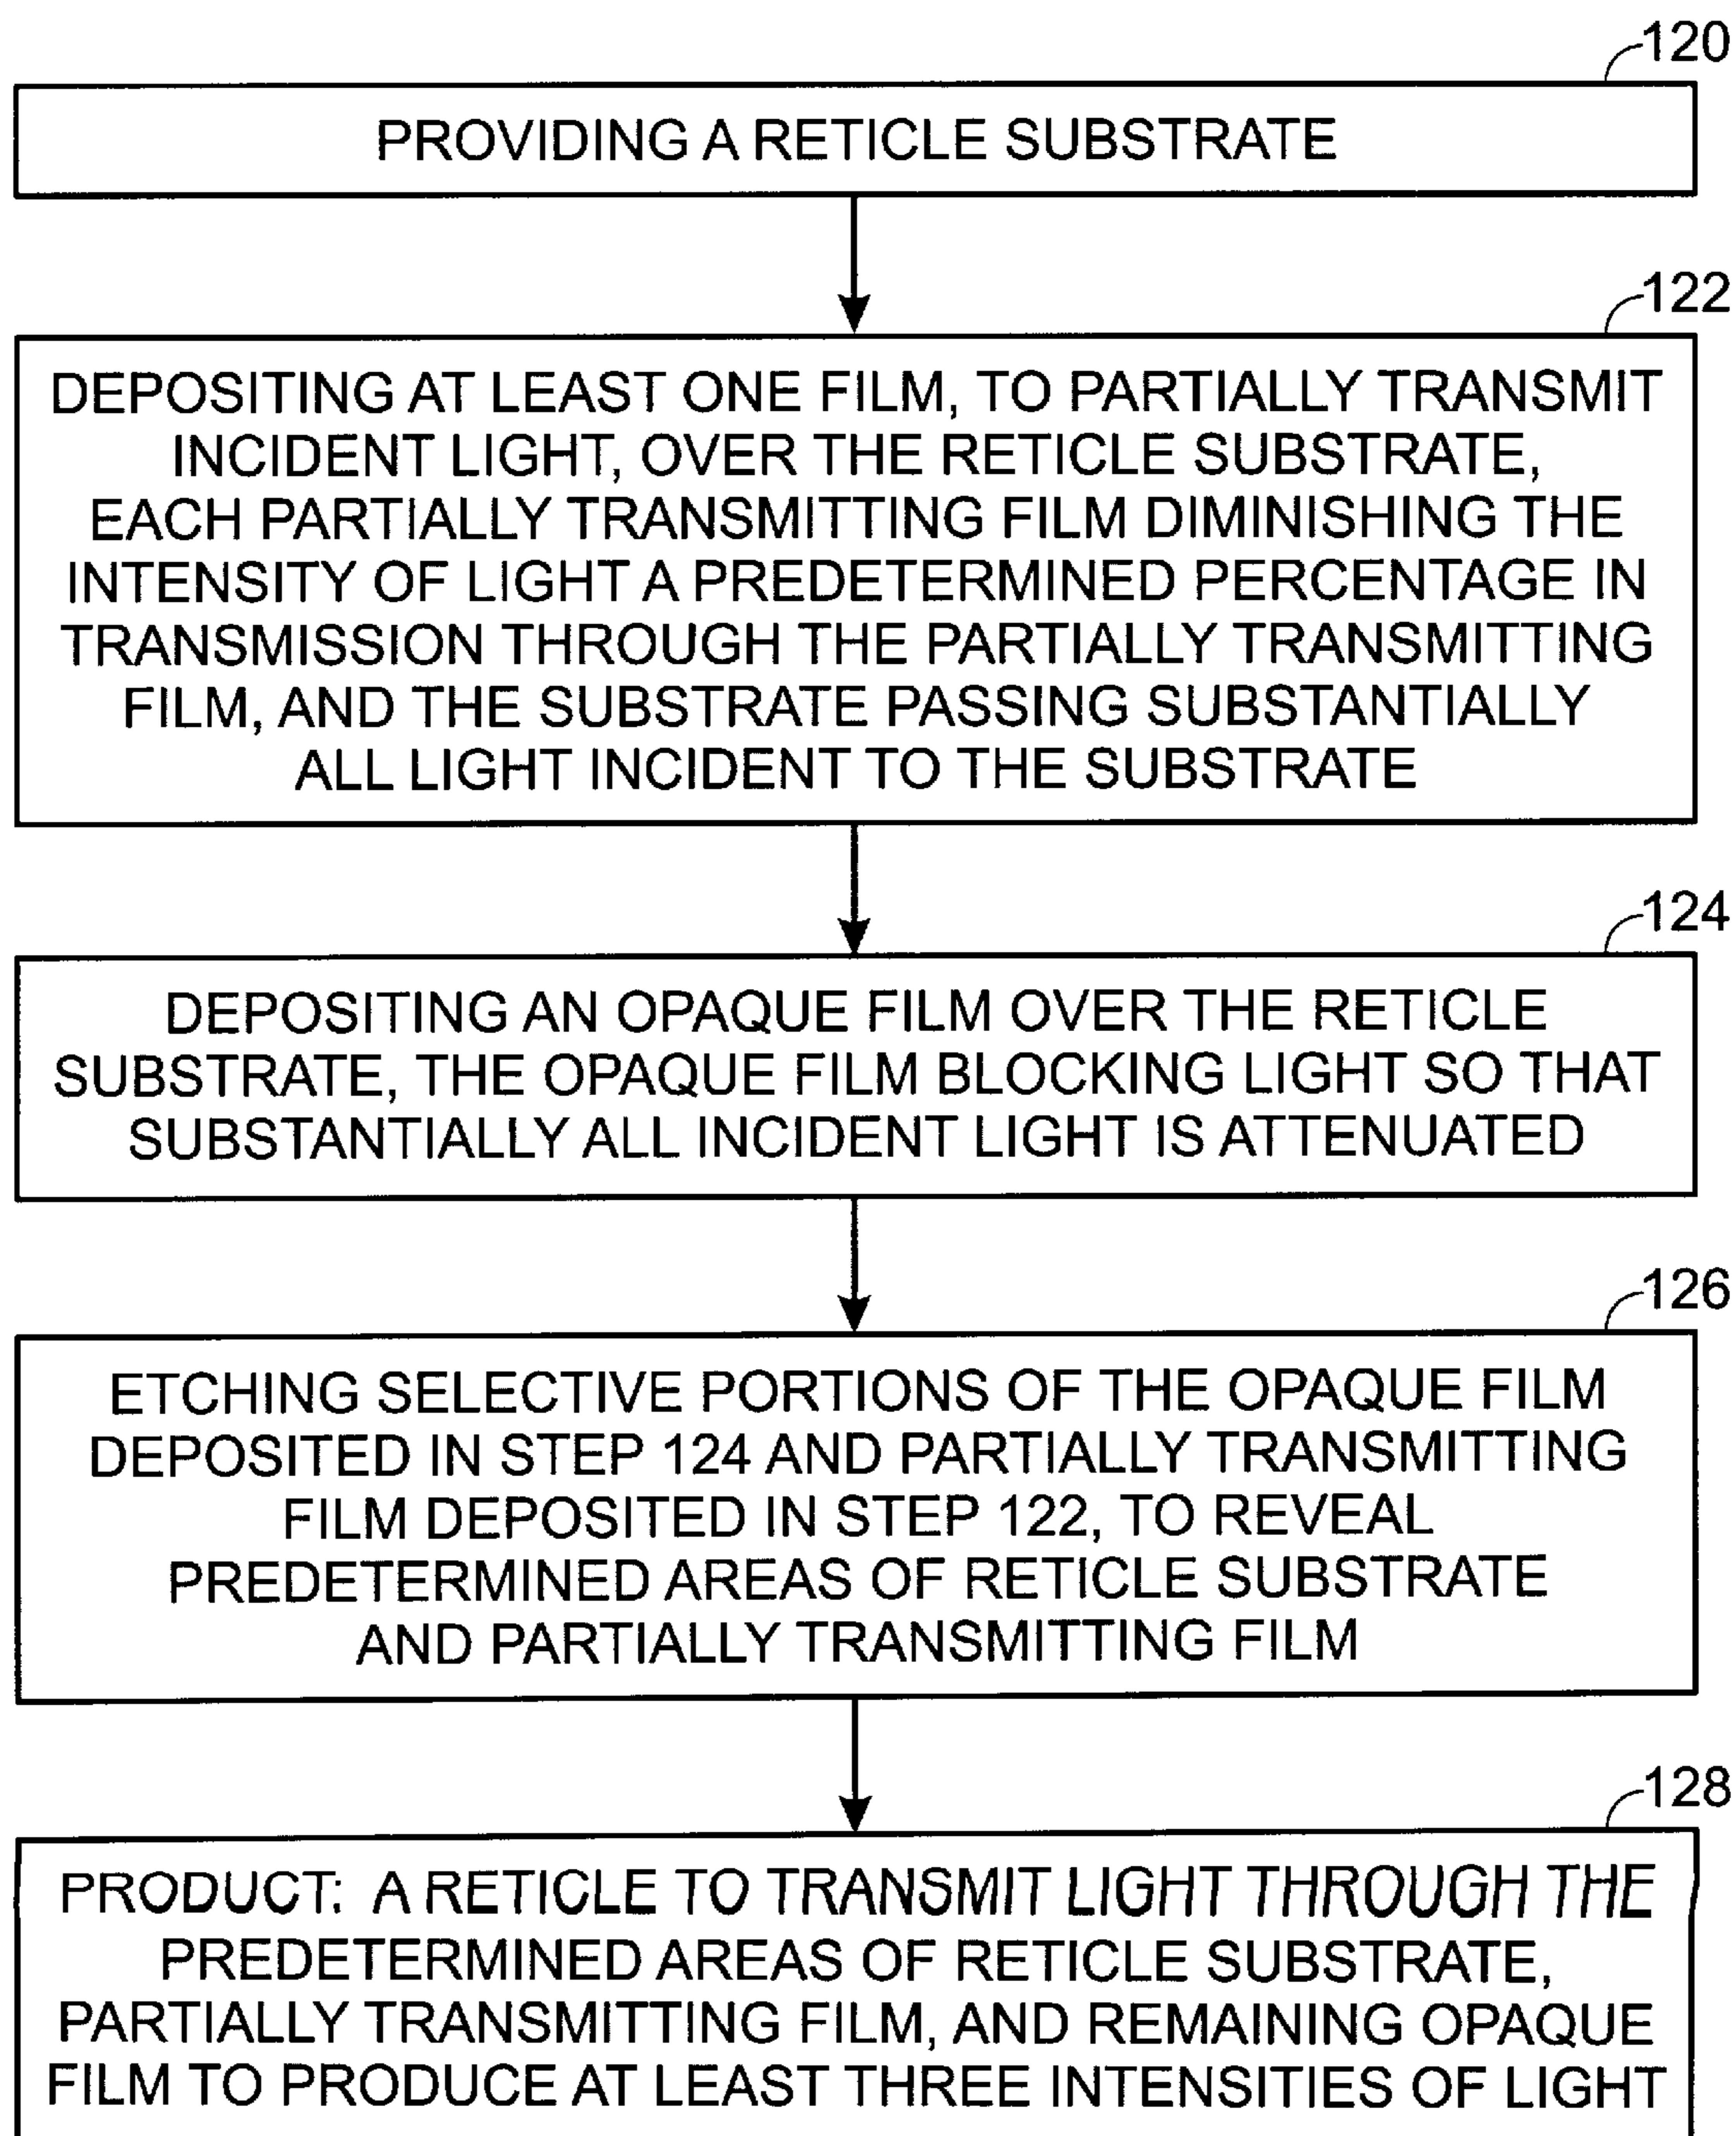 120
PROVIDING A RETICLE SUBSTRATE
122
DEPOSITING AT LEAST ONE FILM, TO PARTIALLY TRANSMIT
INCIDENT LIGHT, OVER THE RETICLE SUBSTRATE,
EACH PARTIALLY TRANSMITTING FILM DIMINISHING THE
INTENSITY OF LIGHT A PREDETERMINED PERCENTAGE IN
TRANSMISSION THROUGH THE PARTIALLY TRANSMITTING
FILM, AND THE SUBSTRATE PASSING SUBSTANTIALLY
ALL LIGHT INCIDENT TO THE SUBSTRATE
124
DEPOSITING AN OPAQUE FILM OVER THE RETICLE
SUBSTRATE, THE OPAQUE FILM BLOCKING LIGHT SO THAT
SUBSTANTIALLY ALL INCIDENT LIGHT IS ATTENUATED
126
ETCHING SELECTIVE PORTIONS OF THE OPAQUE FILM
DEPOSITED IN STEP 124 AND PARTIALLY TRANSMITTING
FILM DEPOSITED IN STEP 122, TO REVEAL
PREDETERMINED AREAS OF RETICLE SUBSTRATE
AND PARTIALLY TRANSMITTING FILM
128
PRODUCT: A RETICLE TO TRANSMIT LIGHT THROUGH THE
PREDETERMINED AREAS OF RETICLE SUBSTRATE,
PARTIALLY TRANSMITTING FILM, AND REMAINING OPAQUE
FILM TO PRODUCE AT LEAST THREE INTENSITIES OF LIGHT